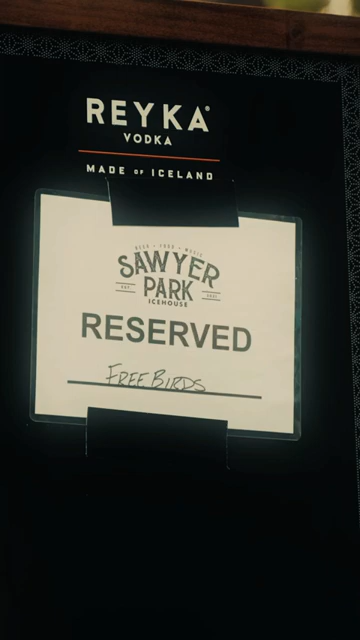 REYKA®
VODKA
MADE OF ICELAND
BEER • FOOD • MUSIC
SAWYER
EST. PARK 2021
ICEHOUSE
RESERVED
FREE BIRDS